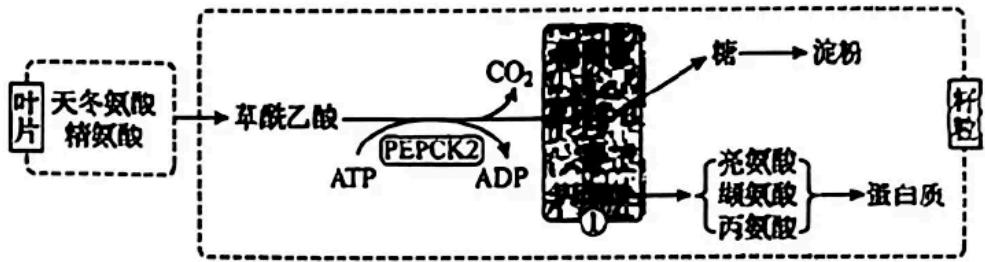 叶片
天冬氨酸
精氨酸
草酰乙酸
CO₂
PEPCK2
ATP
ADP
①
糖
淀粉
亮氨酸
缬氨酸
丙氨酸
蛋白质
籽粒